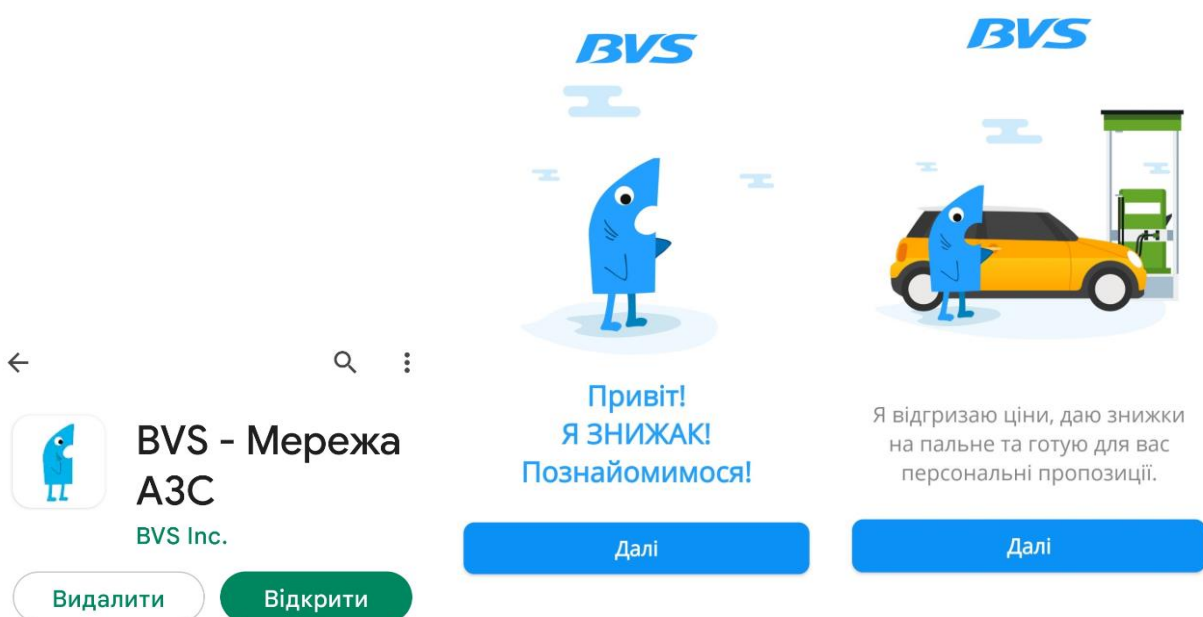 BVS - Мережа
АЗС
BVS Inc.
Видалити
Відкрити
BVS
Привіт!
Я ЗНИЖАК!
Познайомимося!
Далі
BVS
Я відгризаю ціни, даю знижки
на пальне та готую для вас
персональні пропозиції.
Далі